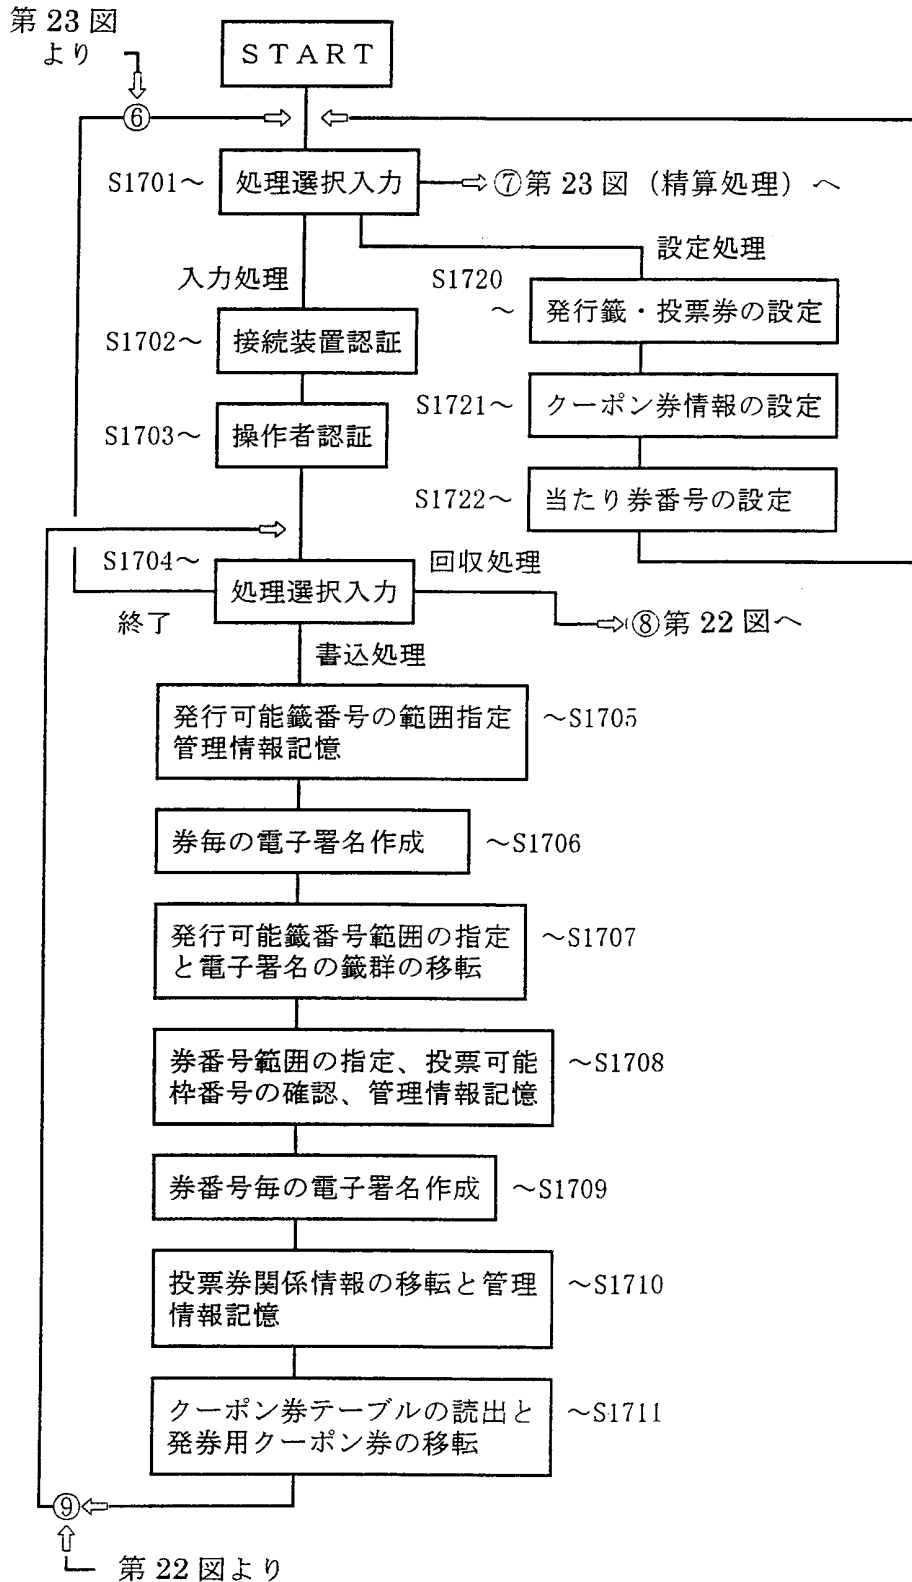 第 23 図
より
START
⑥
S1701～ 処理選択入力 ⑦第 23 図（精算処理）へ
設定処理
入力処理
S1720
～ 発行籤・投票券の設定
S1702～ 接続装置認証
S1721～ クーポン券情報の設定
S1703～ 操作者認証
S1722～ 当たり券番号の設定
S1704～ 処理選択入力
回収処理
終了
⑧第 22 図へ
書込処理
発行可能籤番号の範囲指定 ～S1705
管理情報記憶
券毎の電子署名作成 ～S1706
発行可能籤番号範囲の指定 ～S1707
と電子署名の籤群の移転
券番号範囲の指定、投票可能 ～S1708
枠番号の確認、管理情報記憶
券番号毎の電子署名作成 ～S1709
投票券関係情報の移転と管理 ～S1710
情報記憶
クーポン券テーブルの読出と ～S1711
発券用クーポン券の移転
⑨
第 22 図より